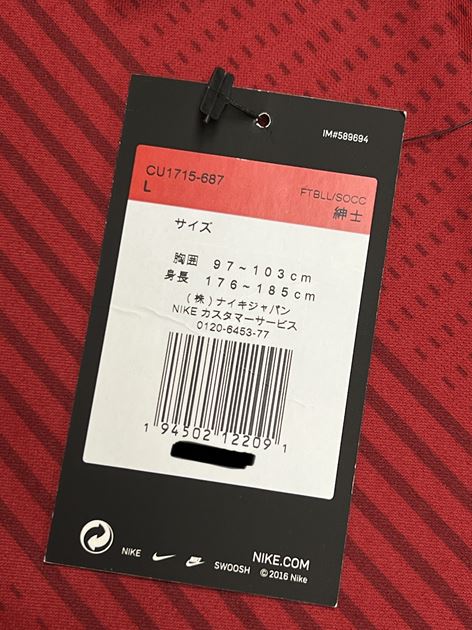 IM#589694
CU1715-687
L
FTBLL/SOCC
紳士
サイズ
胸囲 97~103cm
身長 176~185cm
(株)ナイキジャパン
NIKE カスタマーサービス
0120-6453-77
1 94502 12209 1
NIKE
SWOOSH
NIKE.COM
© 2016 Nike